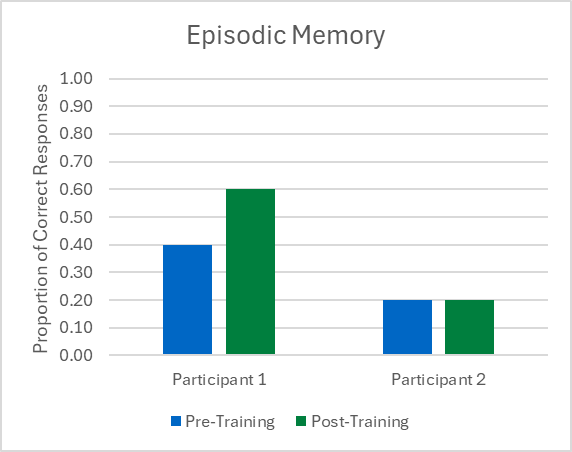 Episodic Memory
Proportion of Correct Responses
1.00
0.90
0.80
0.70
0.60
0.50
0.40
0.30
0.20
0.10
0.00
Participant 1
Participant 2
Pre-Training
Post-Training